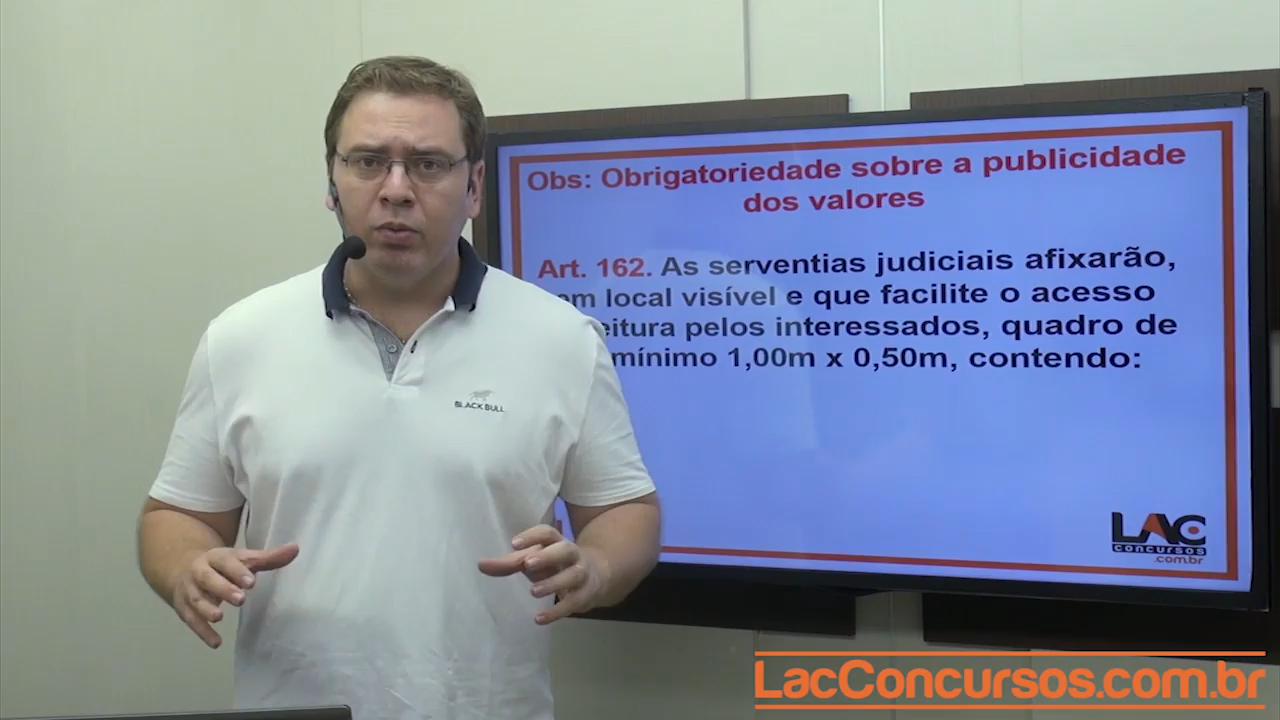 Obs: Obrigatoriedade sobre a publicidade
dos valores
Art. 162. As serventias judiciais afixarão,
em local visível e que facilite o acesso
pelos interessados, quadro de
mínimo 1,00m x 0,50m, contendo:
BLACK BULL
LAC
concursos
.com.br
LacConcursos.com.br